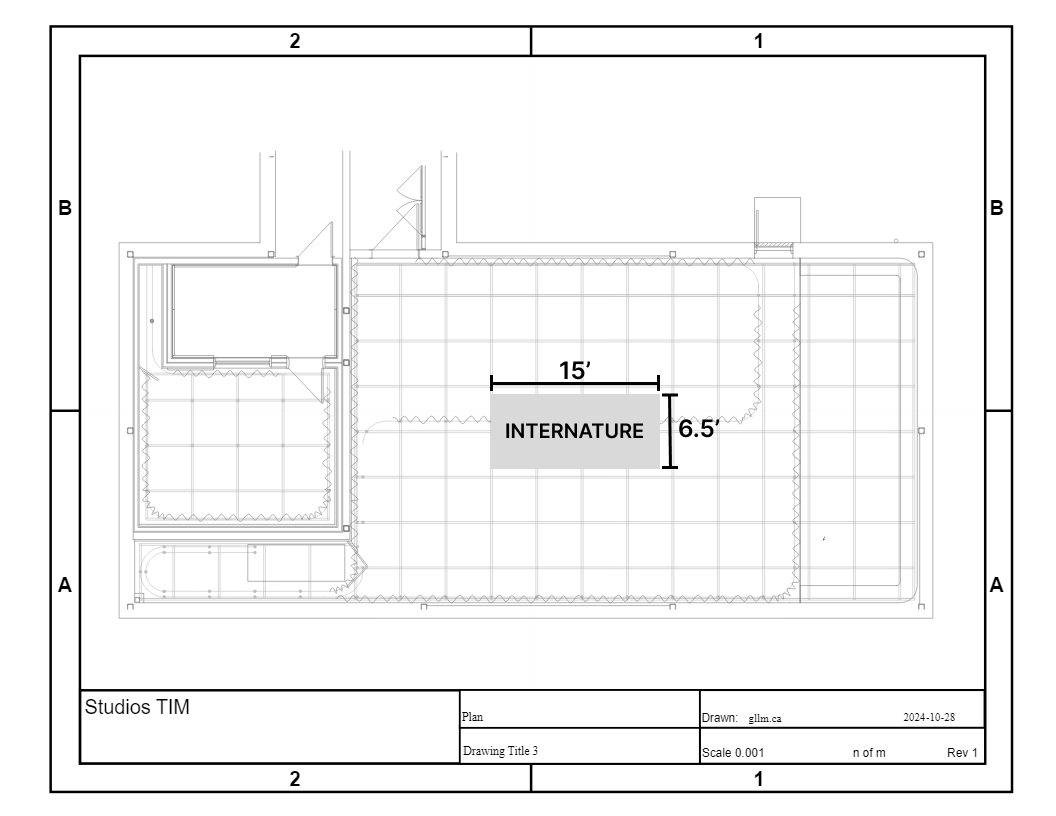 2 1
B B
15’
INTERNATURE 6.5’
A A
Studios TIM
Plan
Drawn: gllm.ca 2024-10-28
Drawing Title 3
Scale 0.001 n of m Rev 1
2 1